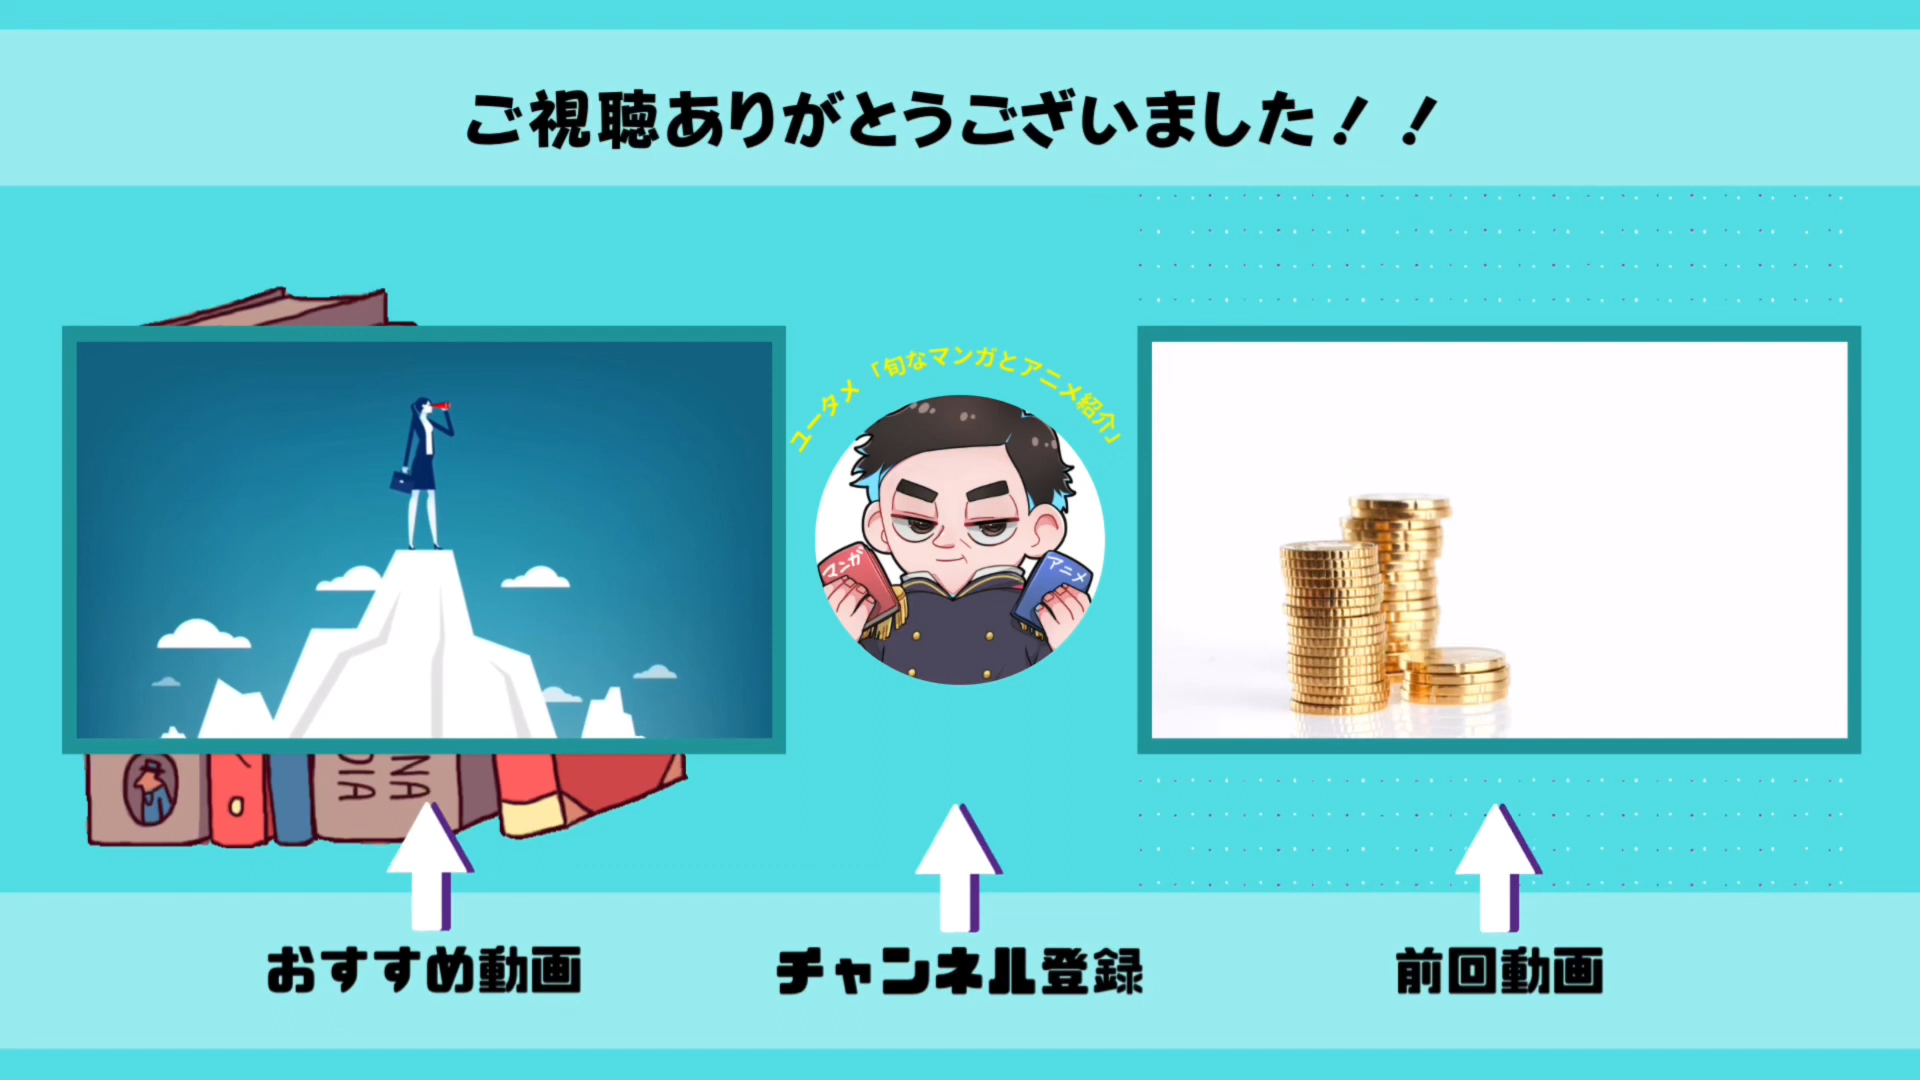 ご視聴ありがとうございました！！
ユータメ「旬なマンガとアニメ紹介」
マンガ
アニメ
NA
DIA
おすすめ動画
チャンネル登録
前回動画